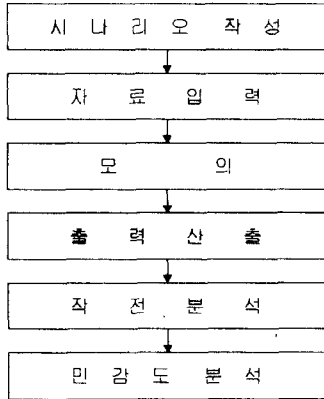 시 나 리 오 작 성
자 료 입 력
모 의
출 력 산 출
작 전 분 석
민 감 도 분 석